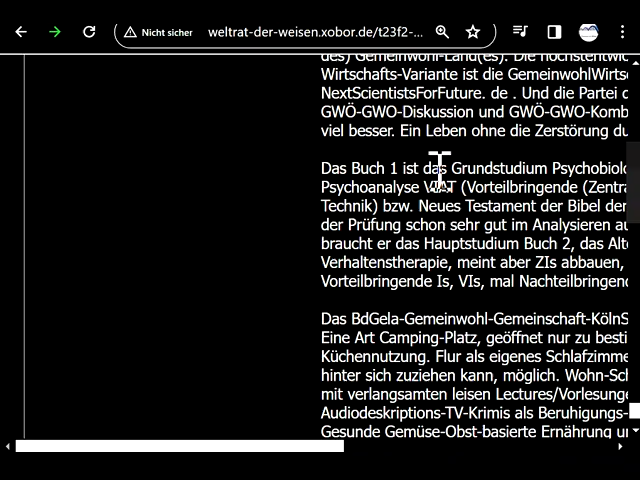 Nicht sicher weltrat-der-weisen.xobor.de/t23f2-...
des) Gemeinwohl-Land(es). Die
Wirtschafts-Variante ist die GemeinwohlWirts
NextScientistsForFuture. de . Und die Partei d
GWÖ-GWO-Diskussion und GWÖ-GWO-Komb
viel besser. Ein Leben ohne die Zerstörung du
Das Buch 1 ist das Grundstudium Psychobiolo
Psychoanalyse (Vorteilbringende (Zentra
Technik) bzw. Neues Testament der Bibel der
der Prüfung schon sehr gut im Analysieren au
braucht er das Hauptstudium Buch 2, das Alt
Verhaltenstherapie, meint aber ZIs abbauen,
Vorteilbringende Is, VIs, mal Nachteilbringend
Das BdGela-Gemeinwohl-Gemeinschaft-KölnS
Eine Art Camping-Platz, geöffnet nur zu besti
Küchennutzung. Flur als eigenes Schlafzimme
hinter sich zuziehen kann, möglich. Wohn-Sch
mit verlangsamten leisen Lectures/Vorlesunge
Audiodeskriptions-TV-Krimis als Beruhigungs-
Gesunde Gemüse-Obst-basierte Ernährung un